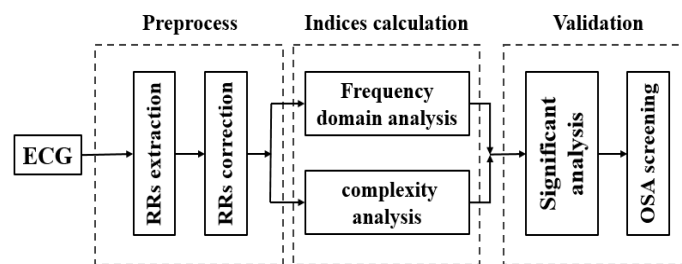 Preprocess
Indices calculation
Validation
ECG
RRs extraction
RRs correction
Frequency
domain analysis
complexity
analysis
Significant
analysis
OSA screening